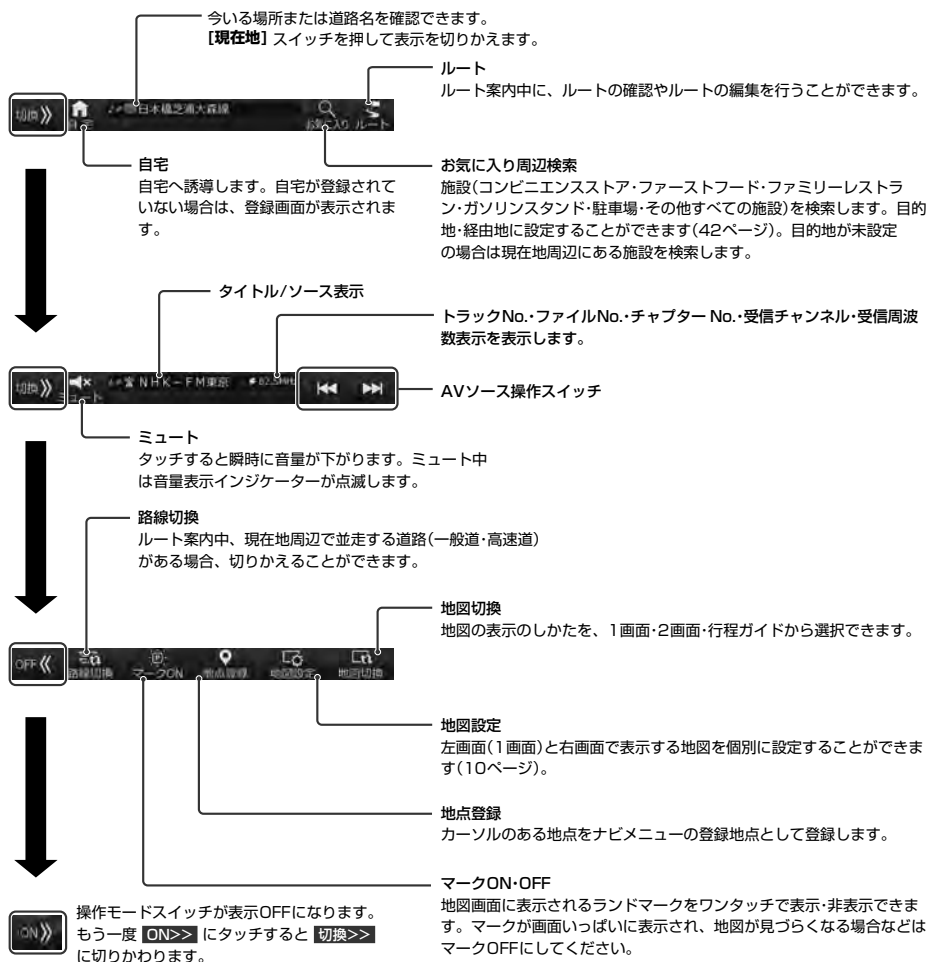 今いる場所または道路名を確認できます。
[現在地] スイッチを押して表示を切りかえます。
ルート
ルート案内中に、ルートの確認やルートの編集を行うことができます。
切換》
自宅
日本橋芝浦大森線
お気に入り
ルート
自宅
自宅へ誘導します。自宅が登録されて
いない場合は、登録画面が表示されま
す。
お気に入り周辺検索
施設(コンビニエンスストア・ファーストフード・ファミリーレストラ
ン・ガソリンスタンド・駐車場・その他すべての施設)を検索します。目的
地・経由地に設定することができます(42ページ)。目的地が未設定
の場合は現在地周辺にある施設を検索します。
タイトル/ソース表示
トラックNo.・ファイルNo.・チャプター No.・受信チャンネル・受信周波
数表示を表示します。
切換》
ミュート
NHK-FM東京
82.5MHz
AVソース操作スイッチ
ミュート
タッチすると瞬時に音量が下がります。ミュート中
は音量表示インジケーターが点滅します。
路線切換
ルート案内中、現在地周辺で並走する道路(一般道・高速道)
がある場合、切りかえることができます。
地図切換
地図の表示のしかたを、1画面・2画面・行程ガイドから選択できます。
OFF《
路線切換
マークON
地点登録
地図設定
地図切換
地図設定
左画面(1画面)と右画面で表示する地図を個別に設定することができま
す(10ページ)。
地点登録
カーソルのある地点をナビメニューの登録地点として登録します。
マークON・OFF
地図画面に表示されるランドマークをワンタッチで表示・非表示できま
す。マークが画面いっぱいに表示され、地図が見づらくなる場合などは
マークOFFにしてください。
ON》
操作モードスイッチが表示OFFになります。
もう一度 ON>> にタッチすると 切換>>
に切りかわります。